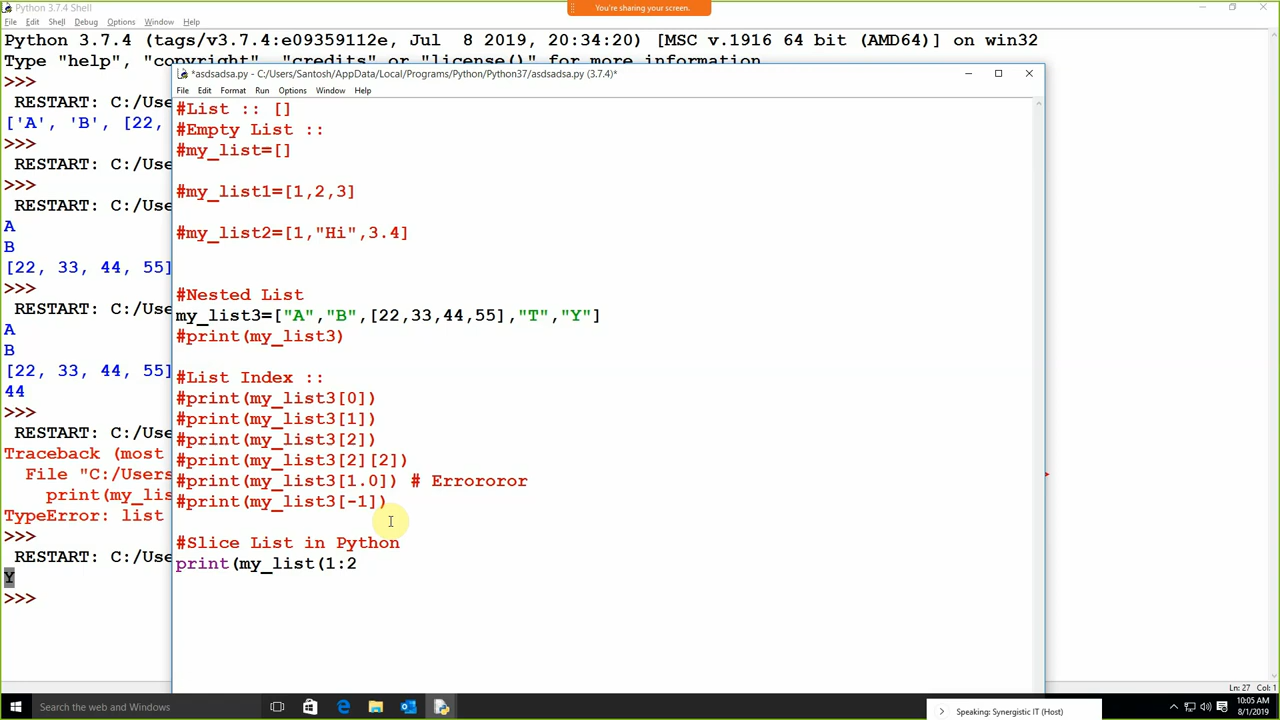 Python 3.7.4 Shell
You're sharing your screen.
File Edit Shell Debug Options Window Help
Python 3.7.4 (tags/v3.7.4:e09359112e, Jul 8 2019, 20:34:20) [MSC v.1916 64 bit (AMD64)] on win32
Type "help", "copyright", "credits" or "license()" for more information.
>>>
RESTART: C:/Use
['A', 'B', [22,
>>>
RESTART: C:/Use
>>>
RESTART: C:/Use
A
B
[22, 33, 44, 55]
>>>
RESTART: C:/Use
A
B
[22, 33, 44, 55]
44
>>>
RESTART: C:/Use
Traceback (most
File "C:/Users
print(my_lis
TypeError: list
>>>
RESTART: C:/Use
Y
>>>
*asdsadsa.py - C:/Users/Santosh/AppData/Local/Programs/Python/Python37/asdsadsa.py (3.7.4)*
File Edit Format Run Options Window Help
#List :: []
#Empty List ::
#my_list=[]
#my_list1=[1,2,3]
#my_list2=[1,"Hi",3.4]
#Nested List
my_list3=["A","B",[22,33,44,55],"T","Y"]
#print(my_list3)
#List Index ::
#print(my_list3[0])
#print(my_list3[1])
#print(my_list3[2])
#print(my_list3[2][2])
#print(my_list3[1.0]) # Errororor
#print(my_list3[-1])
#Slice List in Python
print(my_list(1:2
Ln: 27 Col: 1
Search the web and Windows
Speaking: Synergistic IT (Host)
10:05 AM
8/1/2019